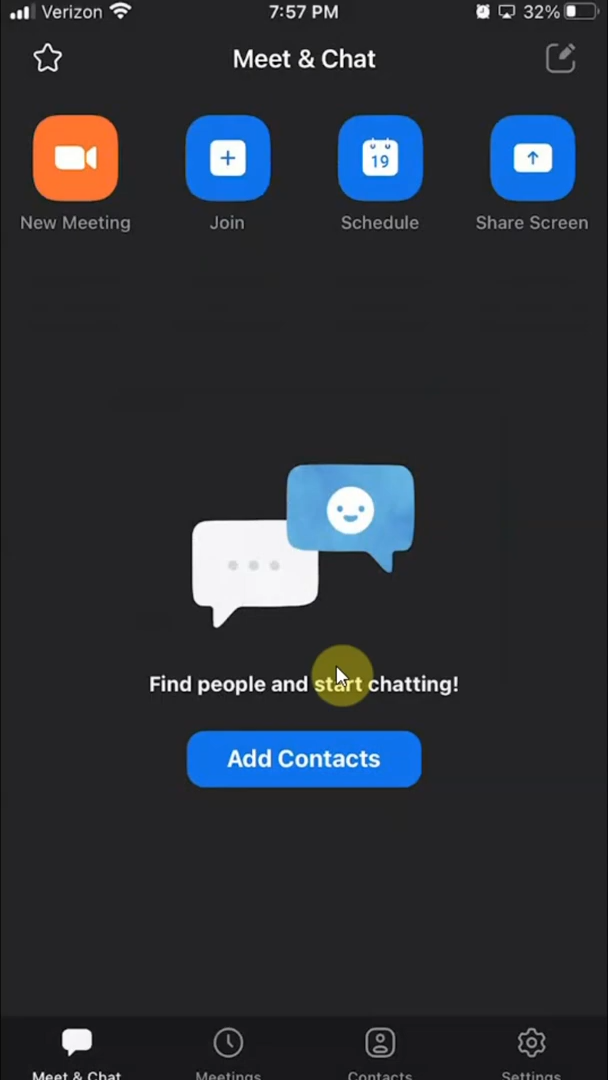 Verizon 7:57 PM 32%
Meet & Chat
19
New Meeting Join Schedule Share Screen
Find people and start chatting!
Add Contacts
Meet & Chat Meetings Contacts Settings